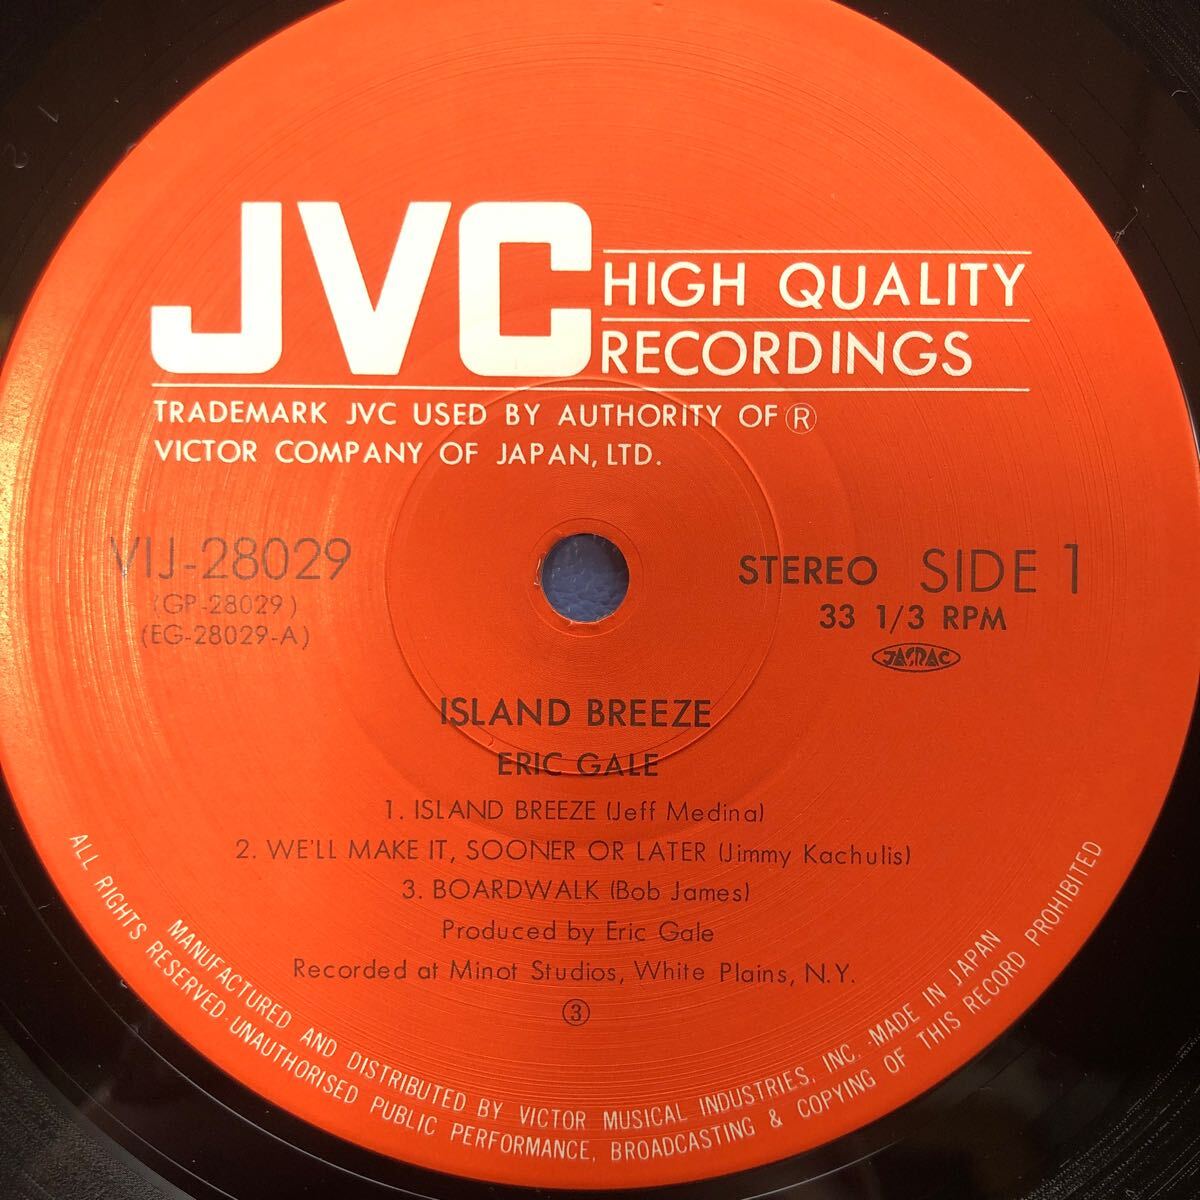 JVC
HIGH QUALITY
RECORDINGS
TRADEMARK JVC USED BY AUTHORITY OF Ⓡ
VICTOR COMPANY OF JAPAN, LTD.
VIJ-28029
(GP-28029)
(EG-28029-A)
STEREO SIDE 1
33 1/3 RPM
JASRAC
ISLAND BREEZE
ERIC GALE
1. ISLAND BREEZE (Jeff Medina)
2. WE'LL MAKE IT, SOONER OR LATER (Jimmy Kachulis)
3. BOARDWALK (Bob James)
Produced by Eric Gale
Recorded at Minot Studios, White Plains, N.Y.
③
MANUFACTURED AND DISTRIBUTED BY VICTOR MUSICAL INDUSTRIES, INC. MADE IN JAPAN
ALL RIGHTS RESERVED. UNAUTHORISED PUBLIC PERFORMANCE, BROADCASTING & COPYING OF THIS RECORD PROHIBITED